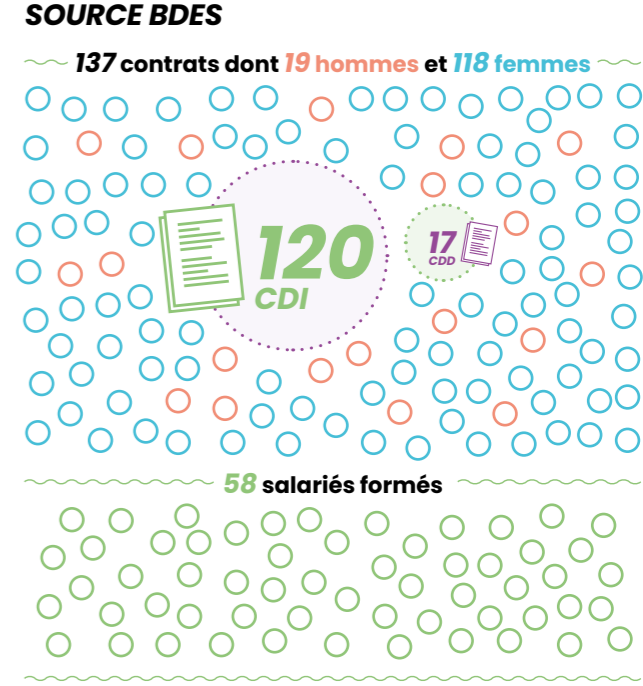 SOURCE BDES
137 contrats dont 19 hommes et 118 femmes
120
CDI
17
CDD
58 salariés formés